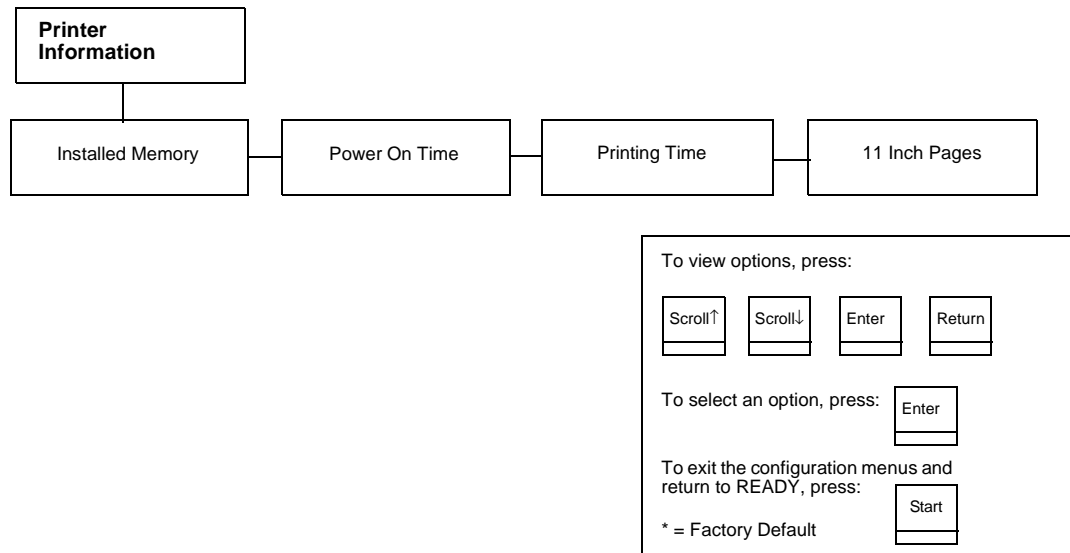 Printer
Information
Installed Memory
Power On Time
Printing Time
11 Inch Pages
To view options, press:
Scroll↑
Scroll↓
Enter
Return
To select an option, press:
Enter
To exit the configuration menus and
return to READY, press:
Start
* = Factory Default